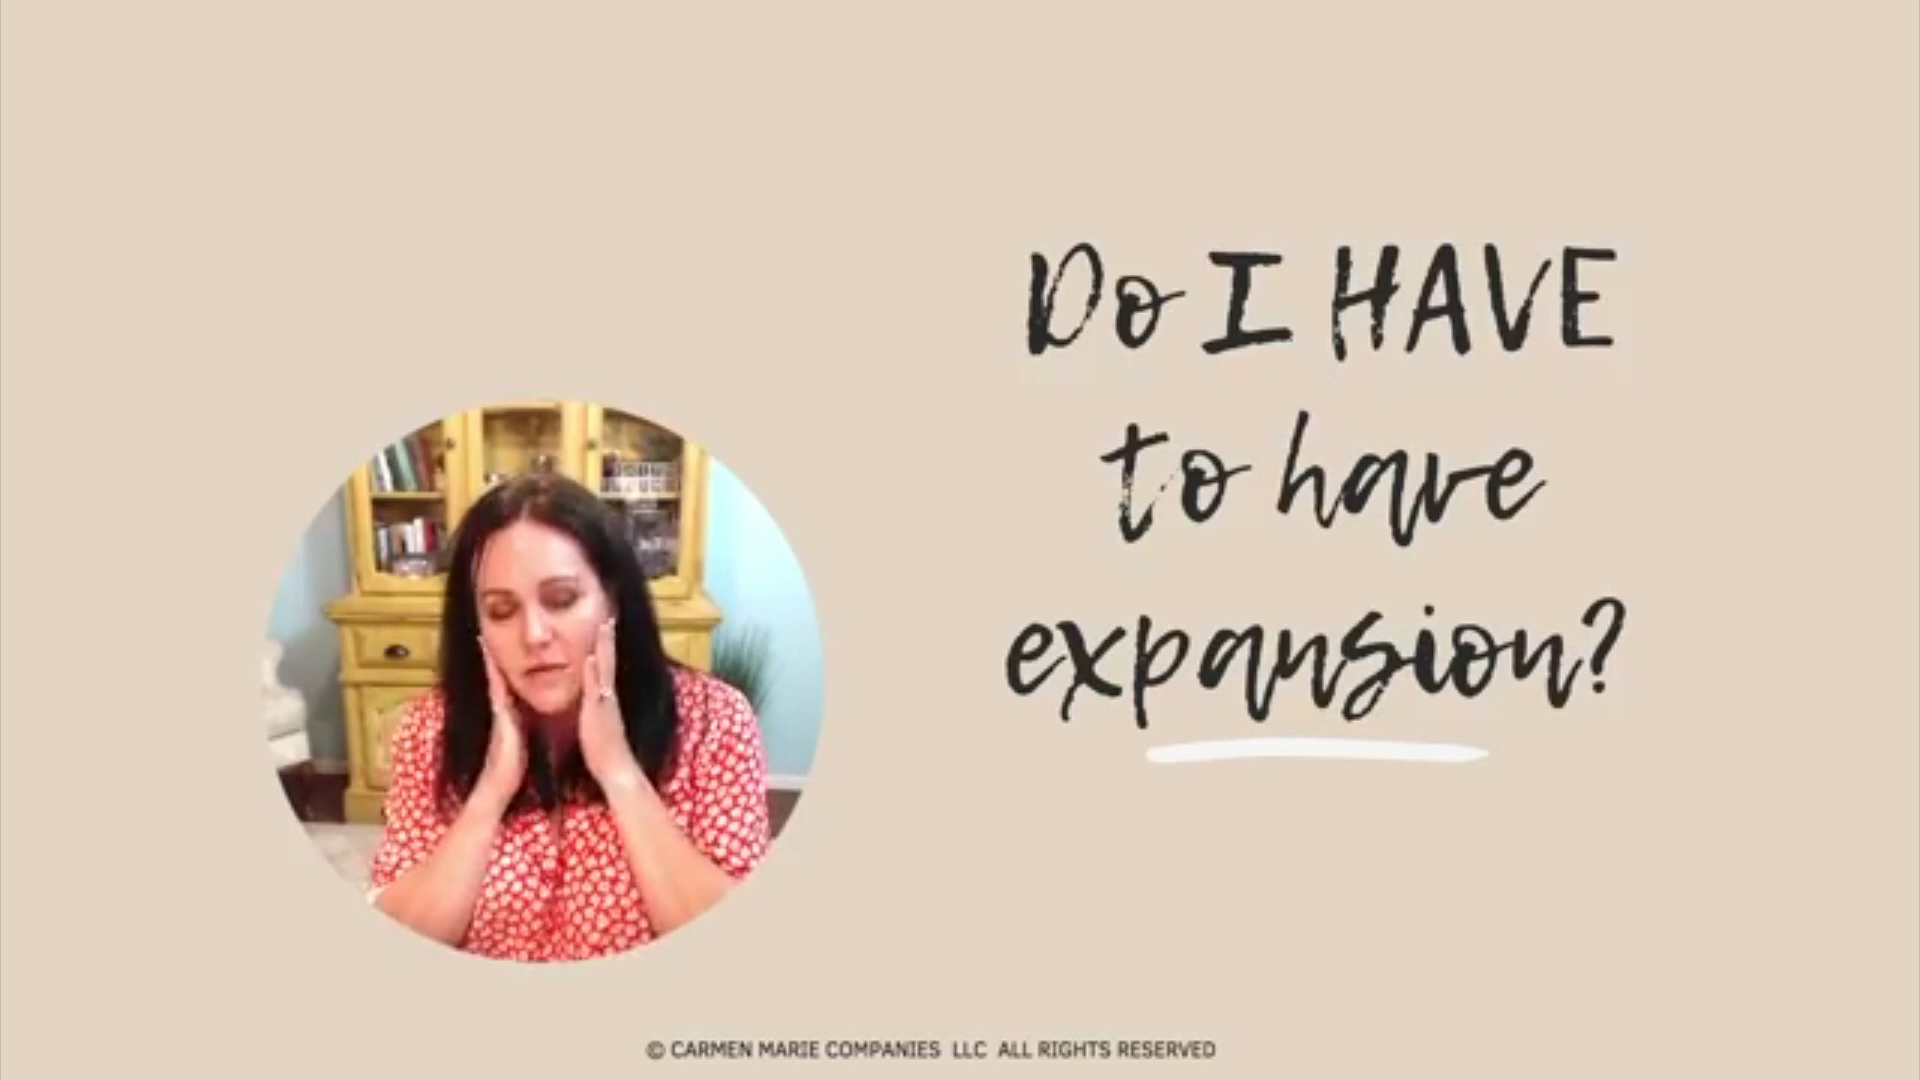 Do I HAVE
to have
expansion?
© CARMEN MARIE COMPANIES LLC ALL RIGHTS RESERVED